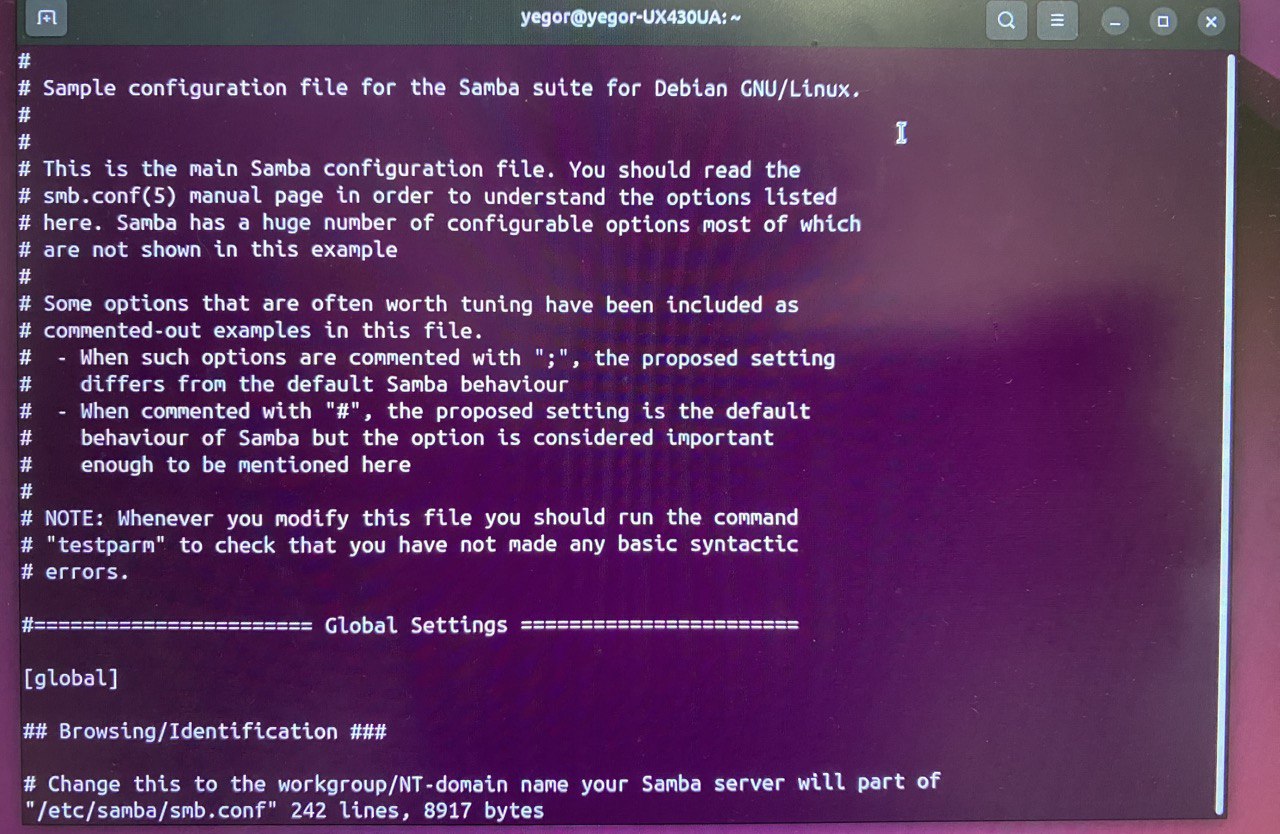 yegor@yegor-UX430UA: ~
#
# Sample configuration file for the Samba suite for Debian GNU/Linux.
#
#
# This is the main Samba configuration file. You should read the
# smb.conf(5) manual page in order to understand the options listed
# here. Samba has a huge number of configurable options most of which
# are not shown in this example
#
# Some options that are often worth tuning have been included as
# commented-out examples in this file.
#  - When such options are commented with ";", the proposed setting
#    differs from the default Samba behaviour
#  - When commented with "#", the proposed setting is the default
#    behaviour of Samba but the option is considered important
#    enough to be mentioned here
#
# NOTE: Whenever you modify this file you should run the command
# "testparm" to check that you have not made any basic syntactic
# errors.
#======================= Global Settings =======================
[global]
## Browsing/Identification ###
# Change this to the workgroup/NT-domain name your Samba server will part of
"/etc/samba/smb.conf" 242 lines, 8917 bytes